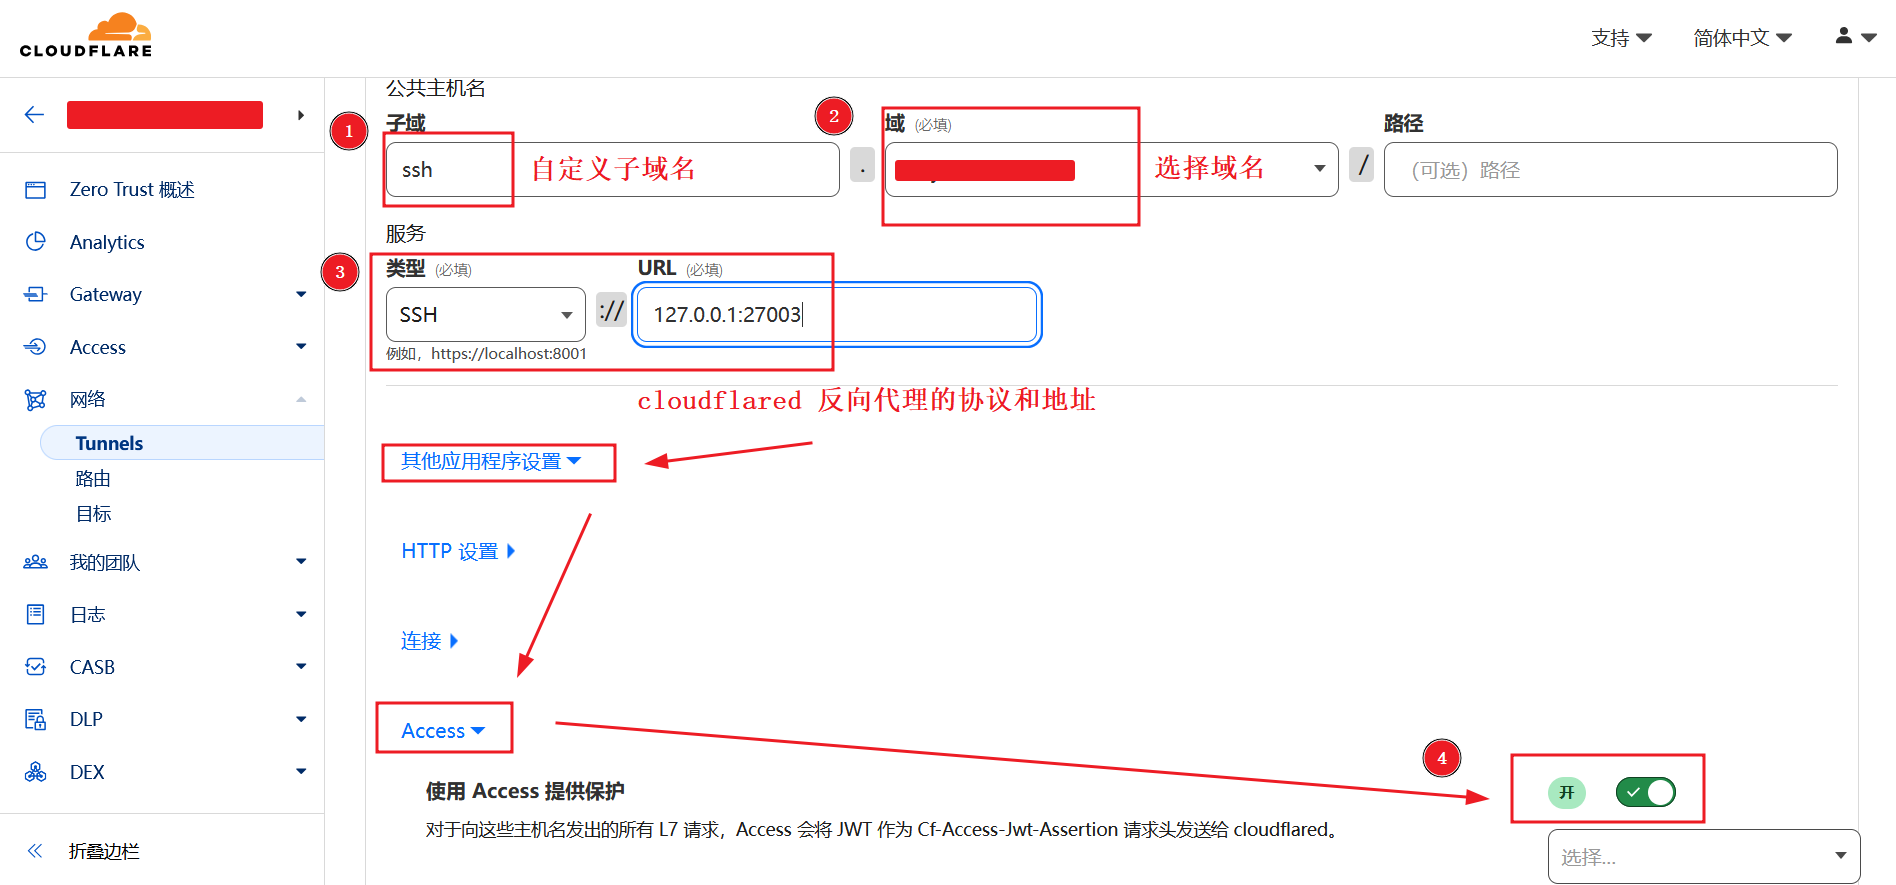 CLOUDFLARE
支持
简体中文
Zero Trust 概述
Analytics
Gateway
Access
网络
Tunnels
路由
目标
我的团队
日志
CASB
DLP
DEX
折叠边栏
公共主机名
1
子域
2
域 (必填)
路径
ssh
自定义子域名
.
选择域名
/
（可选）路径
服务
3
类型 (必填)
URL (必填)
SSH
://
127.0.0.1:27003
例如，https://localhost:8001
cloudflared 反向代理的协议和地址
其他应用程序设置
HTTP 设置
连接
Access
4
使用 Access 提供保护
开
对于向这些主机名发出的所有 L7 请求，Access 会将 JWT 作为 Cf-Access-Jwt-Assertion 请求头发送给 cloudflared。
选择...